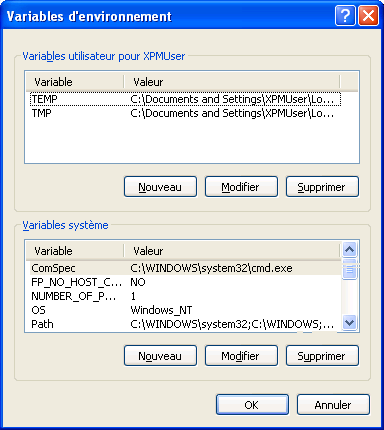 Variables d'environnement
Variables utilisateur pour XPMUser
Variable Valeur
TEMP C:\Documents and Settings\XPMUser\Lo...
TMP C:\Documents and Settings\XPMUser\Lo...
Nouveau Modifier Supprimer
Variables système
Variable Valeur
ComSpec C:\WINDOWS\system32\cmd.exe
FP_NO_HOST_C... NO
NUMBER_OF_P... 1
OS Windows_NT
Path C:\WINDOWS\system32;C:\WINDOWS;...
Nouveau Modifier Supprimer
OK Annuler